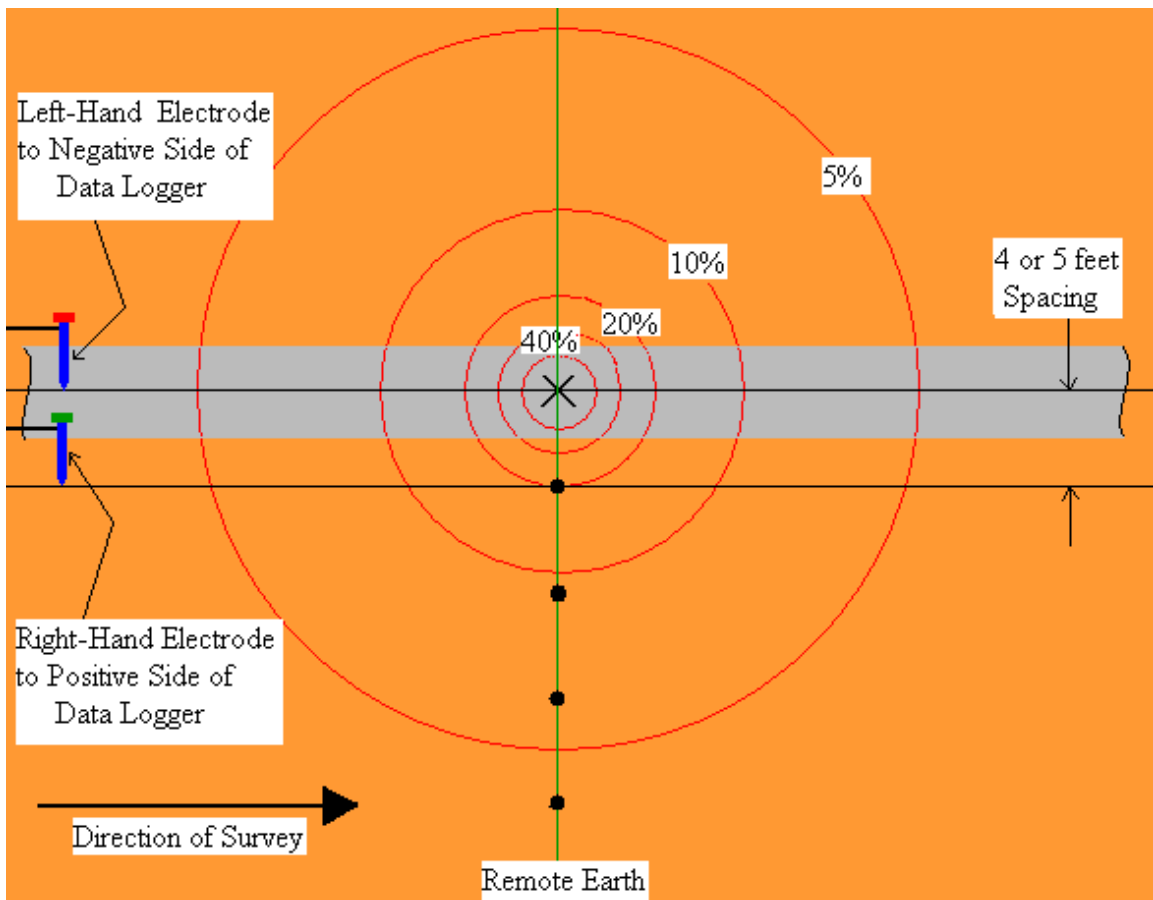 Left-Hand Electrode
to Negative Side of
Data Logger
5%
10%
4 or 5 feet
Spacing
20%
40%
Right-Hand Electrode
to Positive Side of
Data Logger
Direction of Survey
Remote Earth